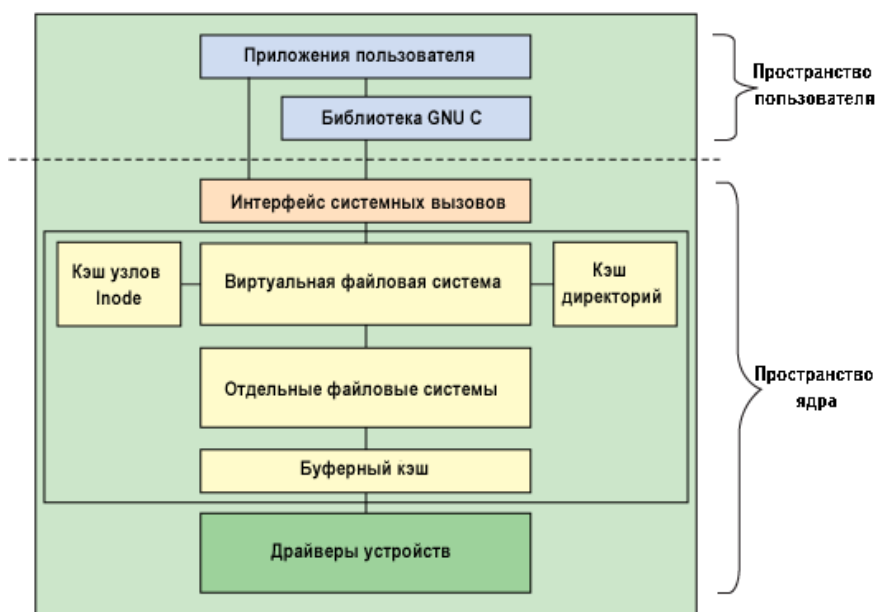 Приложения пользователя
Библиотека GNU C
Пространство
пользователя
Интерфейс системных вызовов
Кэш узлов
Inode
Виртуальная файловая система
Кэш
директорий
Отдельные файловые системы
Буферный кэш
Драйверы устройств
Пространство
ядра